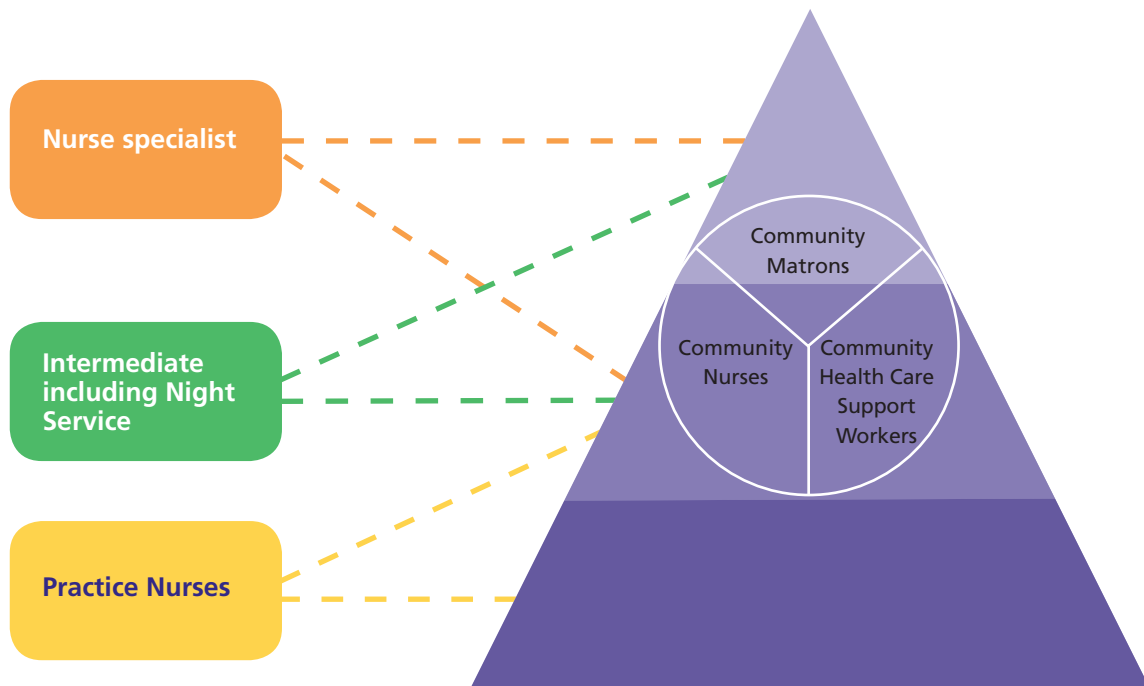 Nurse specialist
Intermediate
including Night
Service
Practice Nurses
Community
Matrons
Community
Nurses
Community
Health Care
Support
Workers